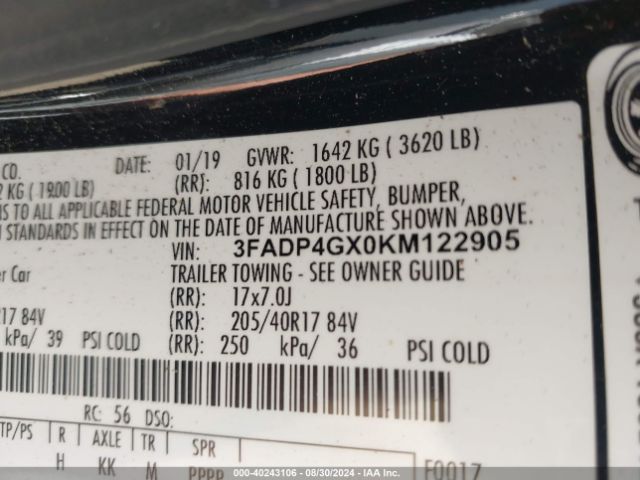 CO. DATE: 01/19 GVWR: 1642 KG ( 3620 LB)
KG ( 1900 LB) (RR): 816 KG ( 1800 LB)
IS TO ALL APPLICABLE FEDERAL MOTOR VEHICLE SAFETY, BUMPER,
STANDARDS IN EFFECT ON THE DATE OF MANUFACTURE SHOWN ABOVE.
VIN: 3FADP4GX0KM122905
er Car TRAILER TOWING - SEE OWNER GUIDE
(RR): 17x7.0J
R17 84V (RR): 205/40R17 84V
kPa/ 39 PSI COLD (RR): 250 kPa/ 36 PSI COLD
RC: 56 DSO:
TP/PS R AXLE TR SPR
H KK M PPPP F0017
000-40243106 - 08/30/2024 - IAA Inc.